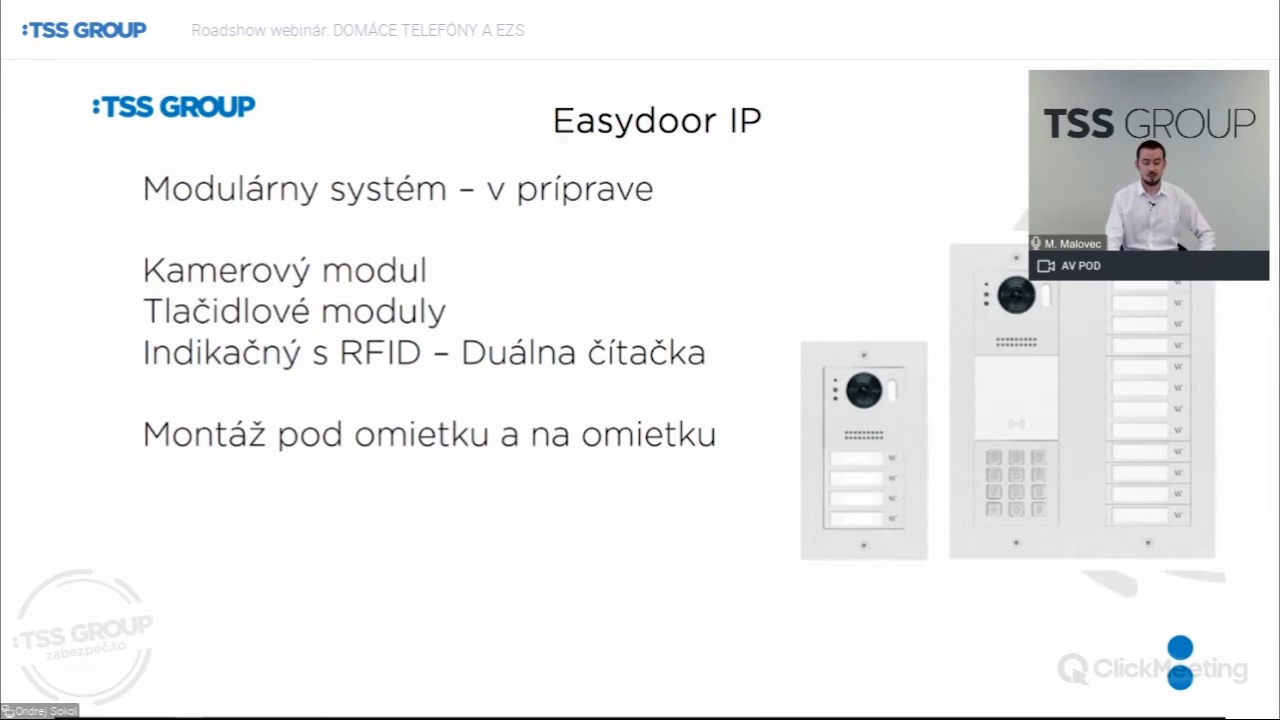 :TSS GROUP
Roadshow webinár: DOMÁCE TELEFÓNY A EZS
:TSS GROUP
Easydoor IP
TSS GROUP
Modulárny systém – v príprave
M. Malovec
AV POD
Kamerový modul
Tlačidlové moduly
Indikačný s RFID – Duálna čítačka
Montáž pod omietku a na omietku
:TSS GROUP
zabezpeč.to
ClickMeeting
Ondrej Sokol